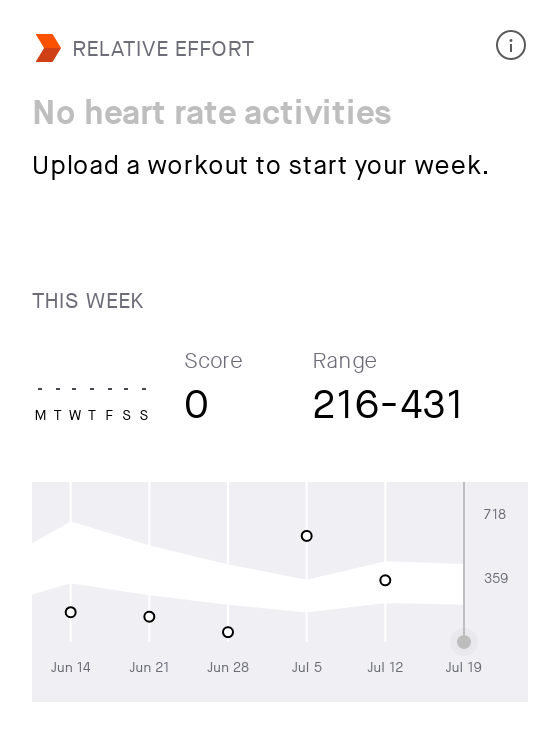 RELATIVE EFFORT
No heart rate activities
Upload a workout to start your week.
THIS WEEK
Score Range
- - - - - - -
0 216-431
M T W T F S S
718
359
Jun 14 Jun 21 Jun 28 Jul 5 Jul 12 Jul 19